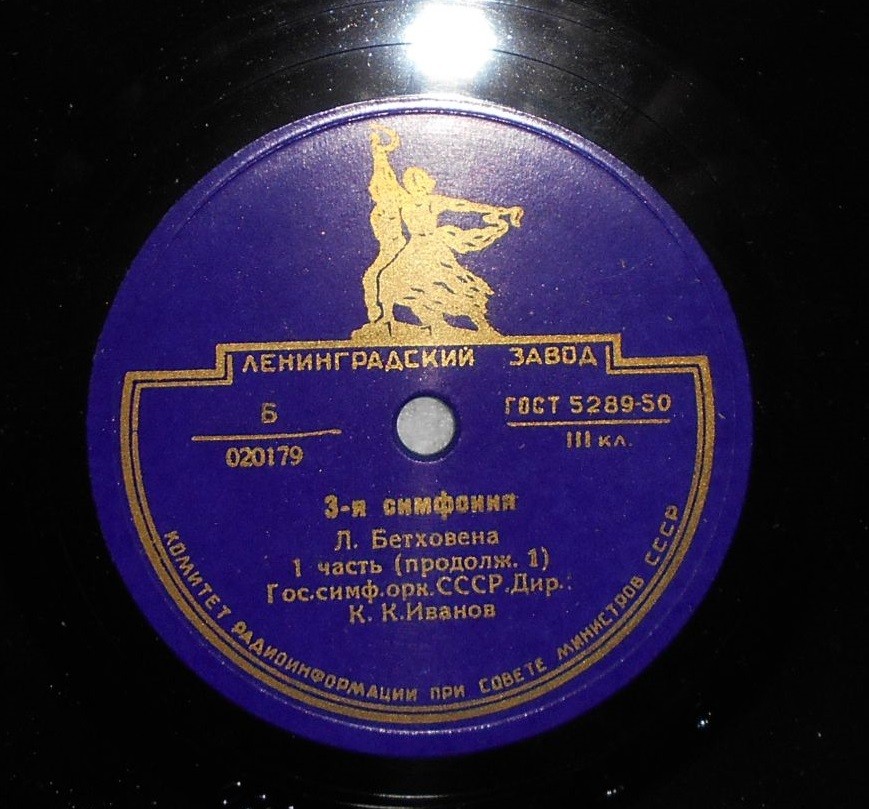 ЛЕНИНГРАДСКИЙ ЗАВОД
Б
020179
ГОСТ 5289-50
III кл.
3-я симфония
Л. Бетховена
1 часть (продолж. 1)
Гос.симф.орк.СССР.Дир.:
К. К.Иванов
КОМИТЕТ РАДИОИНФОРМАЦИИ ПРИ СОВЕТЕ МИНИСТРОВ СССР